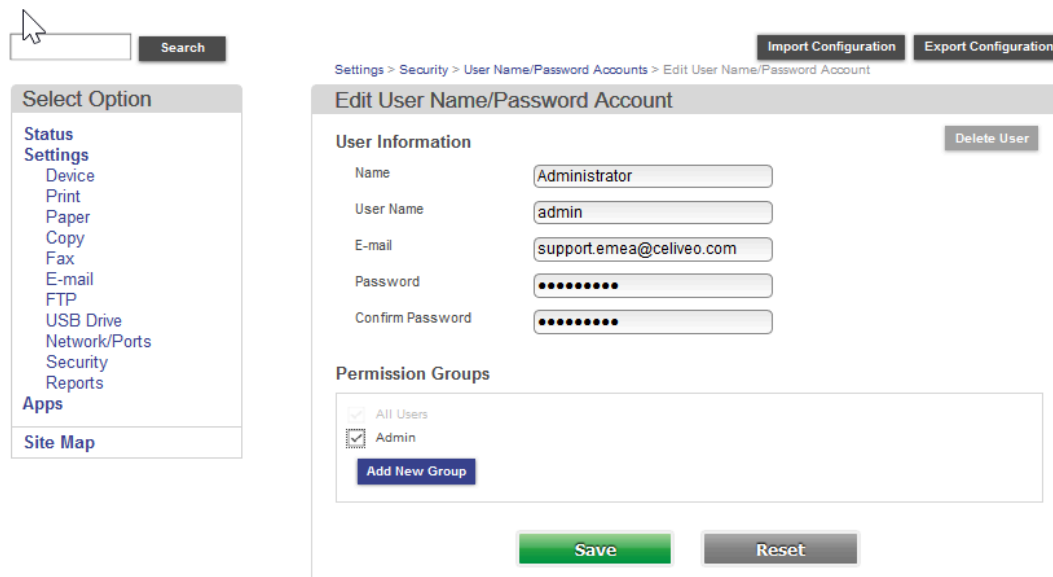 Search
Import Configuration
Export Configuration
Settings > Security > User Name/Password Accounts > Edit User Name/Password Account
Select Option
Status
Settings
Device
Print
Paper
Copy
Fax
E-mail
FTP
USB Drive
Network/Ports
Security
Reports
Apps
Site Map
Edit User Name/Password Account
User Information
Delete User
Name
Administrator
User Name
admin
E-mail
support.emea@celiveo.com
Password
•••••••••
Confirm Password
•••••••••
Permission Groups
All Users
Admin
Add New Group
Save
Reset